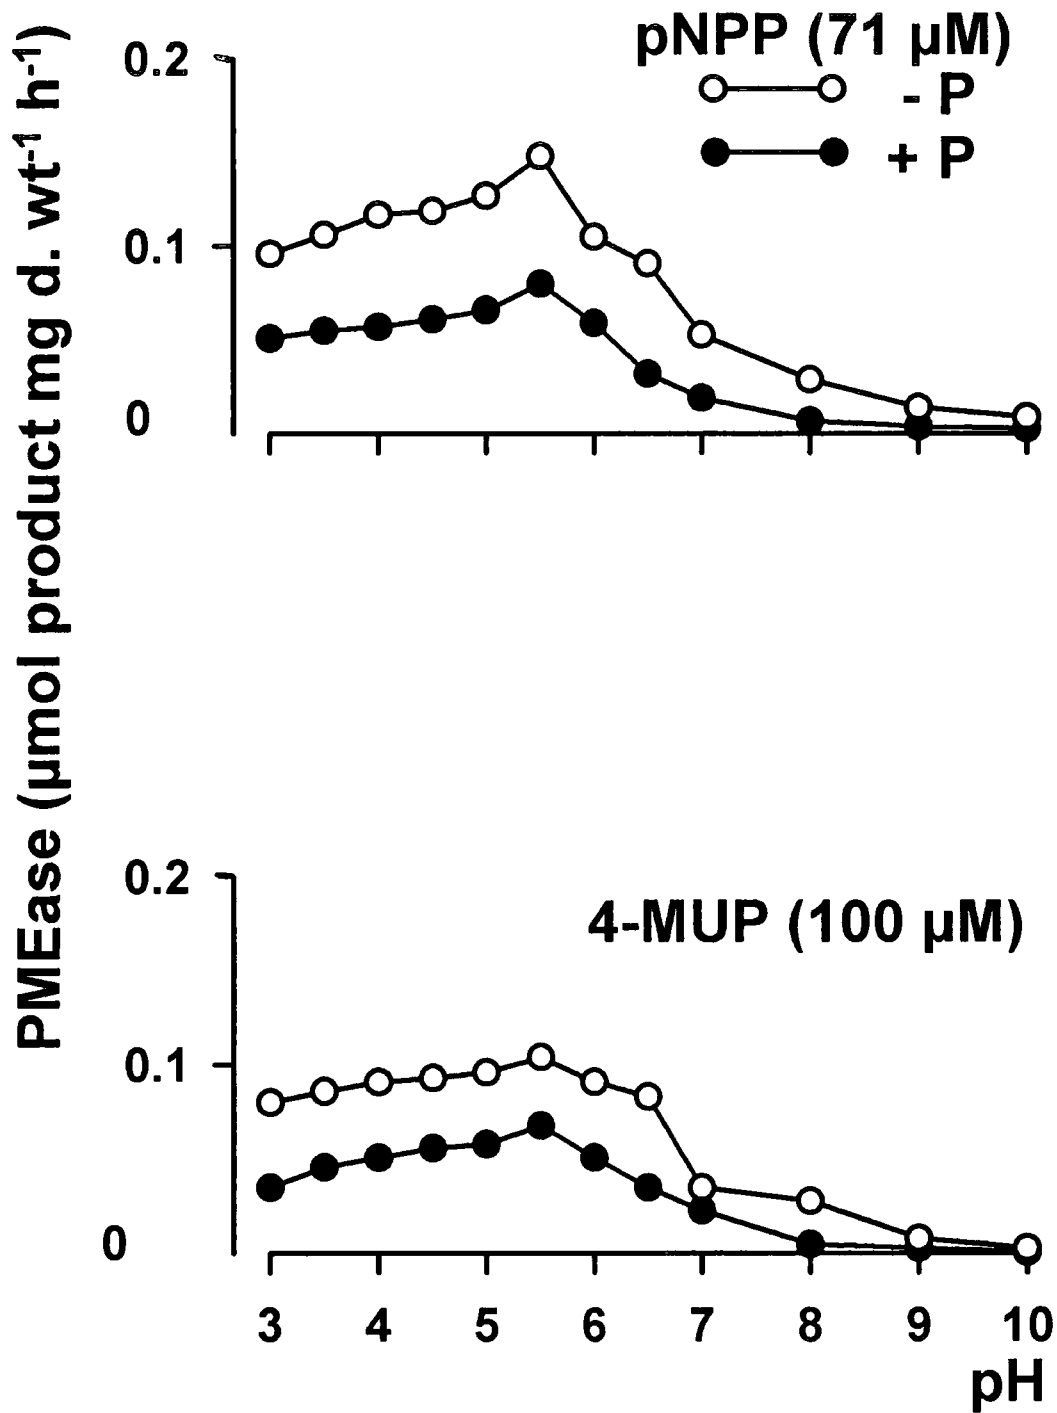 PMEase (µmol product mg d. wt-1 h-1)
pNPP (71 µM)
- P
+ P
0.2
0.1
0
4-MUP (100 µM)
0.2
0.1
0
3 4 5 6 7 8 9 10
pH